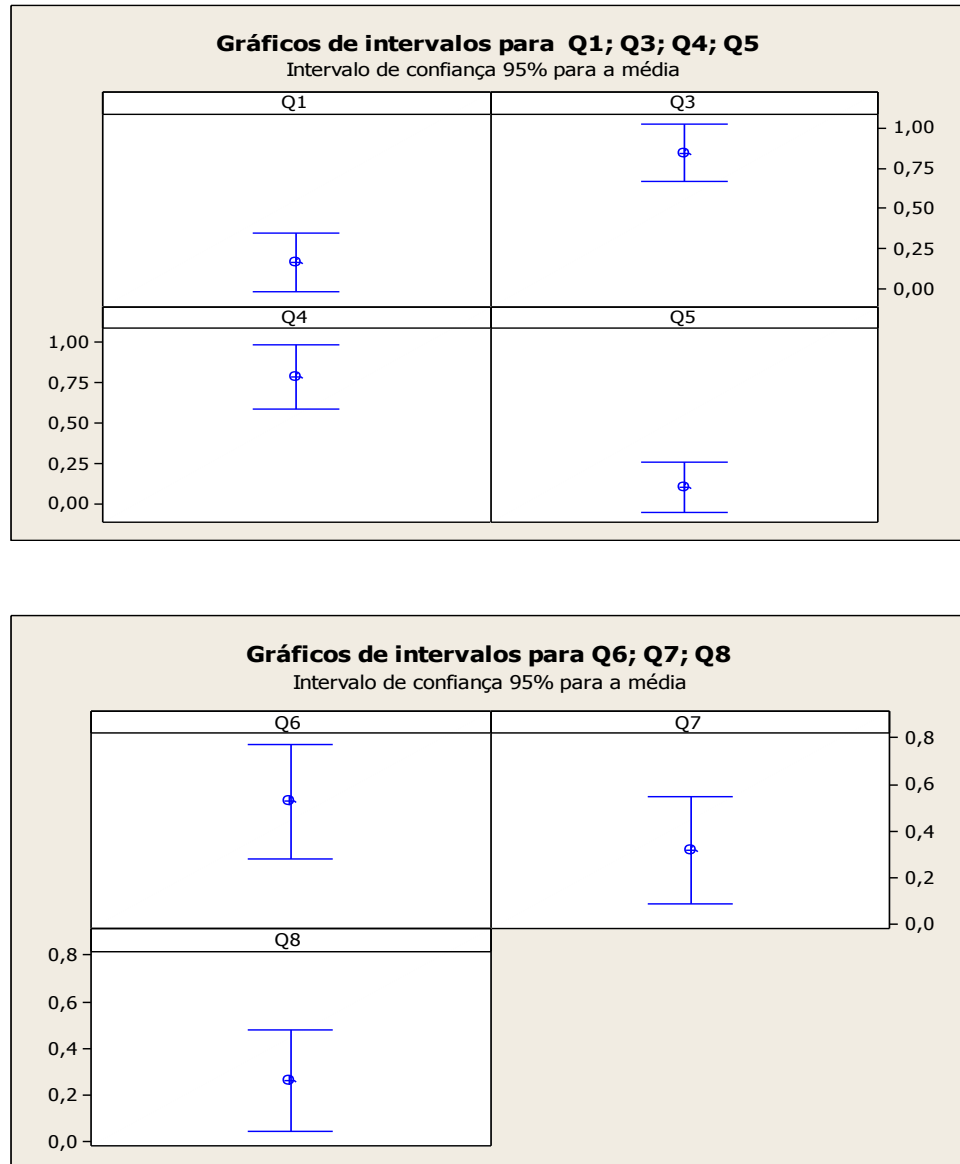 Gráficos de intervalos para Q1; Q3; Q4; Q5
Intervalo de confiança 95% para a média
Q1
Q3
1,00
0,75
0,50
0,25
0,00
Q4
Q5
1,00
0,75
0,50
0,25
0,00
Gráficos de intervalos para Q6; Q7; Q8
Intervalo de confiança 95% para a média
Q6
Q7
0,8
0,6
0,4
0,2
0,0
Q8
0,8
0,6
0,4
0,2
0,0